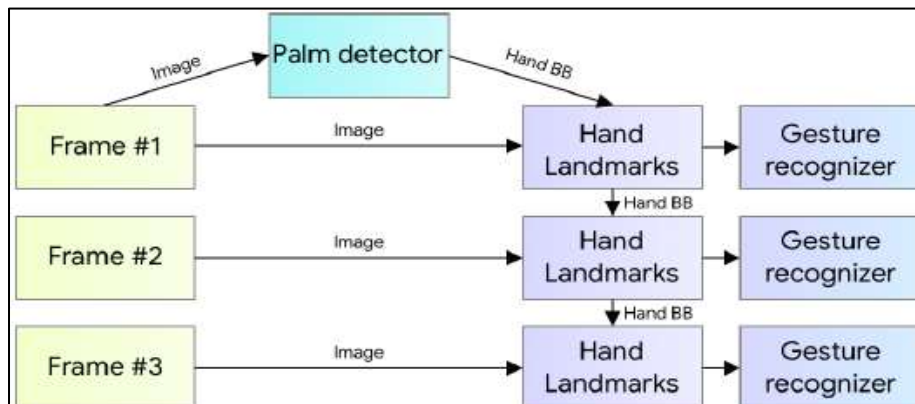 Palm detector
Image
Hand BB
Frame #1
Image
Hand
Landmarks
Gesture
recognizer
Hand BB
Frame #2
Image
Hand
Landmarks
Gesture
recognizer
Hand BB
Frame #3
Image
Hand
Landmarks
Gesture
recognizer